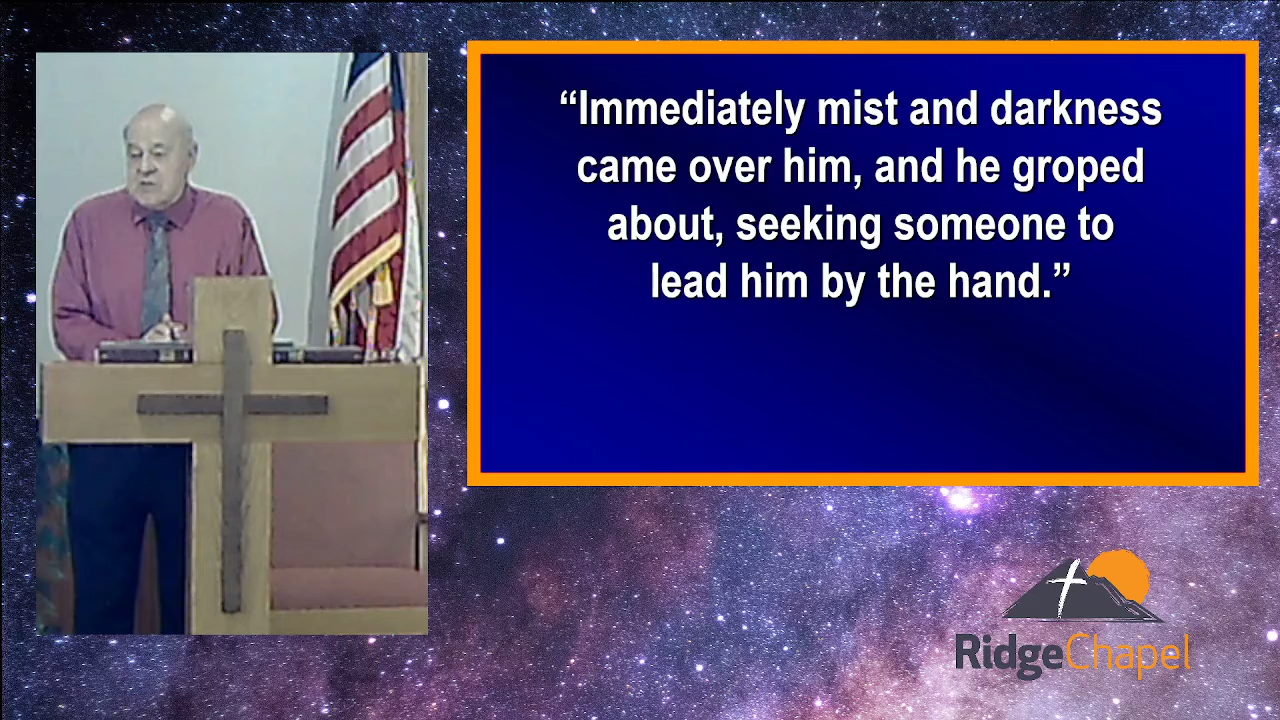 “Immediately mist and darkness
came over him, and he groped
about, seeking someone to
lead him by the hand.”
RidgeChapel